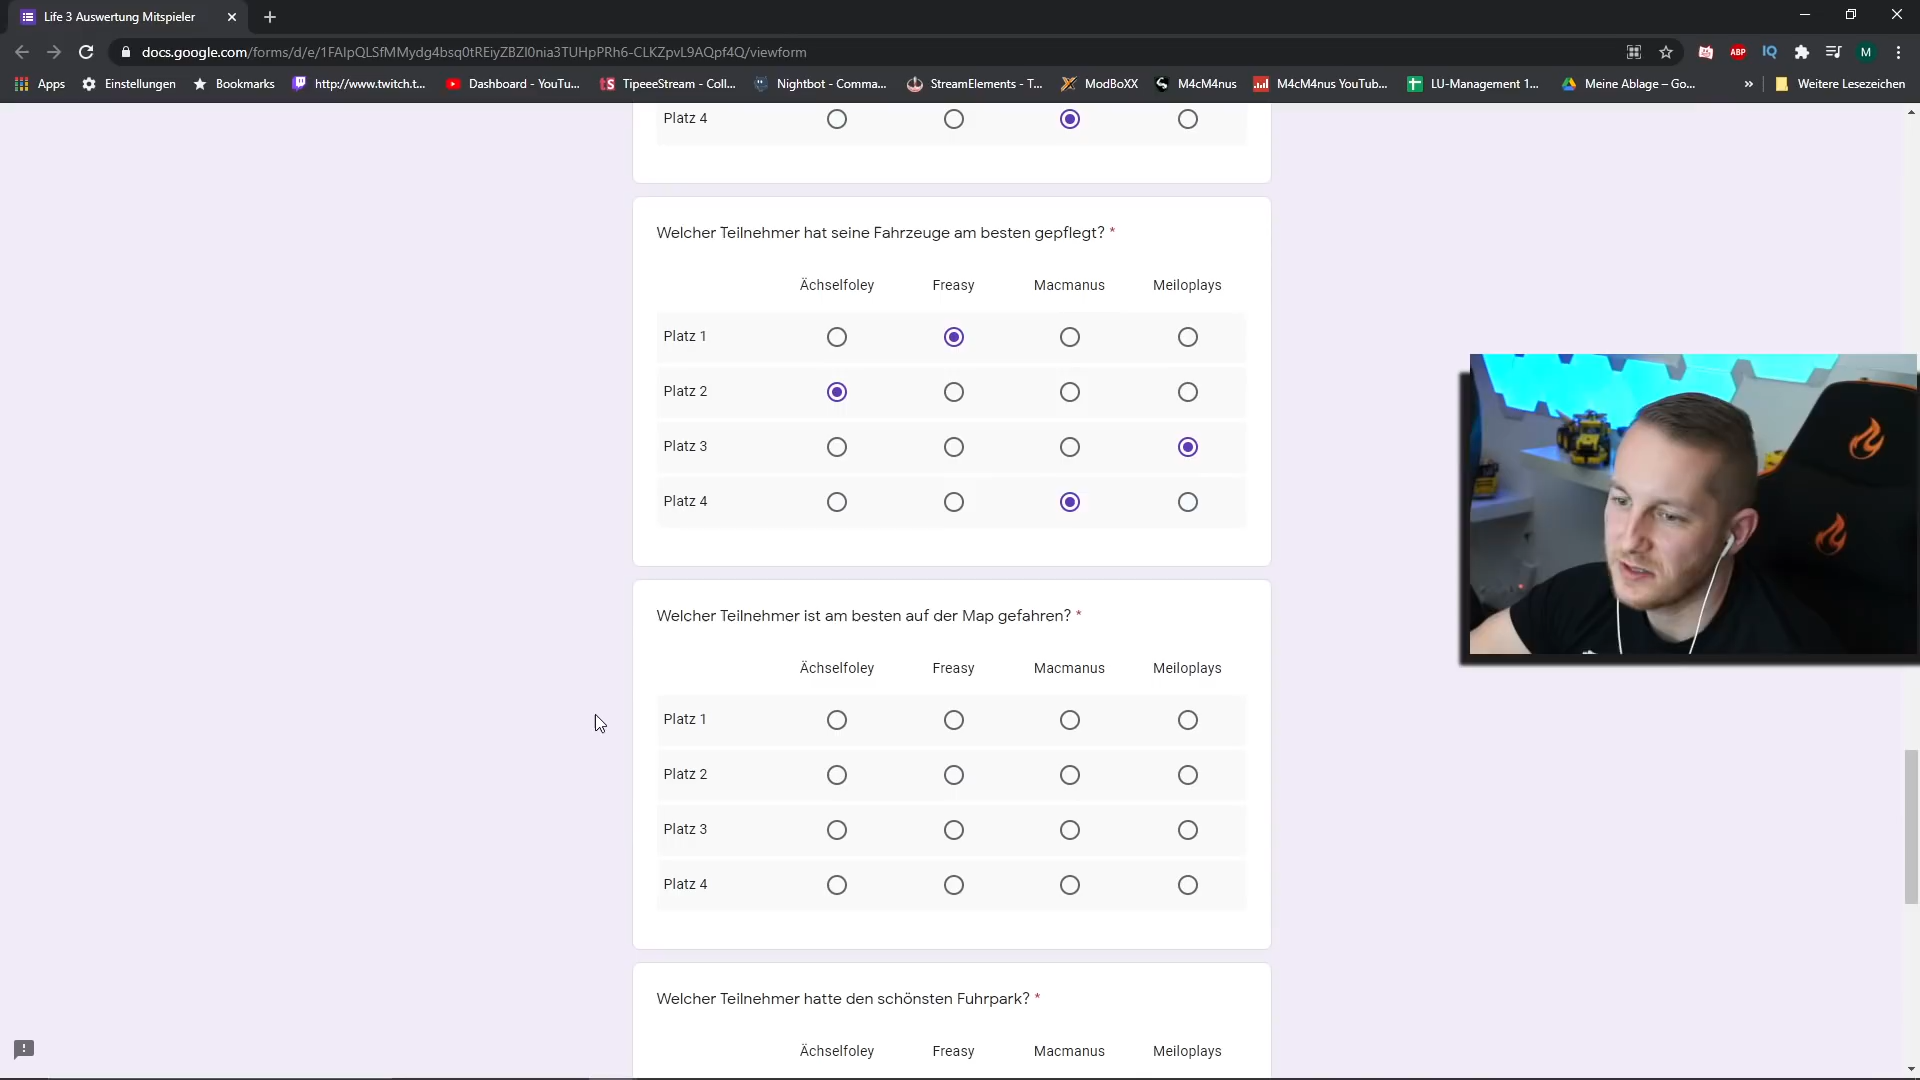 Life 3 Auswertung Mitspieler
docs.google.com/forms/d/e/1FAIpQLSfMMydg4bsq0tREiyZBZI0nia3TUHpPRh6-CLKZpvL9AQpf4Q/viewform
ABP
IQ
M
Apps
Einstellungen
Bookmarks
http://www.twitch.t...
Dashboard - YouTu...
TipeeeStream - Coll...
Nightbot - Comma...
StreamElements - T...
ModBoXX
M4cM4nus
M4cM4nus YouTub...
LU-Management 1...
Meine Ablage – Go...
»
Weitere Lesezeichen
Platz 4
Welcher Teilnehmer hat seine Fahrzeuge am besten gepflegt? *
Ächselfoley Freasy Macmanus Meiloplays
Platz 1
Platz 2
Platz 3
Platz 4
Welcher Teilnehmer ist am besten auf der Map gefahren? *
Ächselfoley Freasy Macmanus Meiloplays
Platz 1
Platz 2
Platz 3
Platz 4
Welcher Teilnehmer hatte den schönsten Fuhrpark? *
Ächselfoley Freasy Macmanus Meiloplays